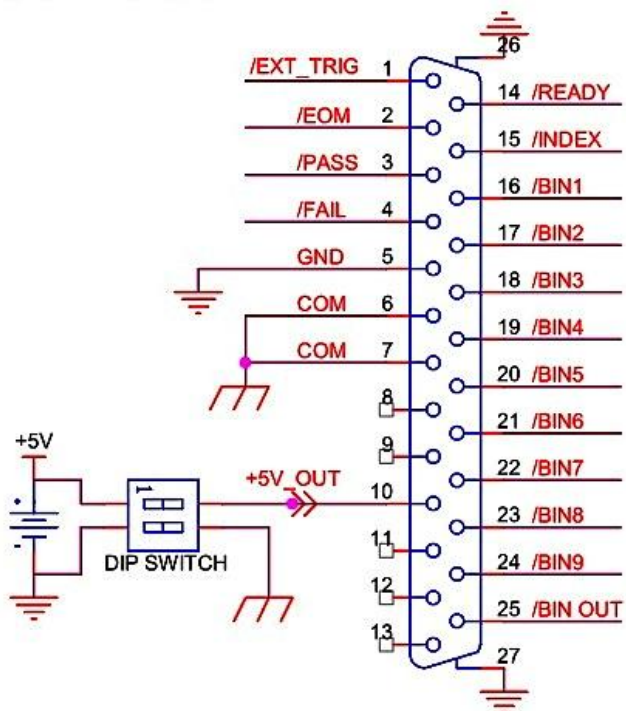 26
/EXT_TRIG 1
14 /READY
/EOM 2
15 /INDEX
/PASS 3
16 /BIN1
/FAIL 4
17 /BIN2
GND 5
18 /BIN3
COM 6
19 /BIN4
COM 7
20 /BIN5
8
21 /BIN6
9
22 /BIN7
+5V
1
+5V_OUT 10
23 /BIN8
11
DIP SWITCH
24 /BIN9
12
25 /BIN OUT
13
27